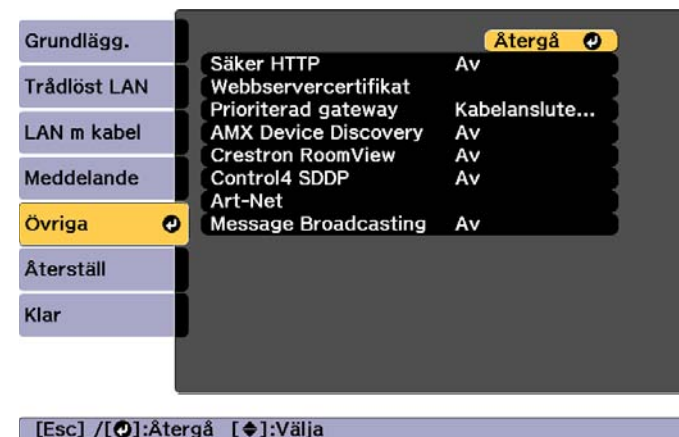 Grundlägg.
Trådlöst LAN
LAN m kabel
Meddelande
Övriga
Återställ
Klar
Återgå
Säker HTTP Av
Webbservercertifikat
Prioriterad gateway Kabelanslute...
AMX Device Discovery Av
Crestron RoomView Av
Control4 SDDP Av
Art-Net
Message Broadcasting Av
[Esc] /[ ]:Återgå [ ]:Välja